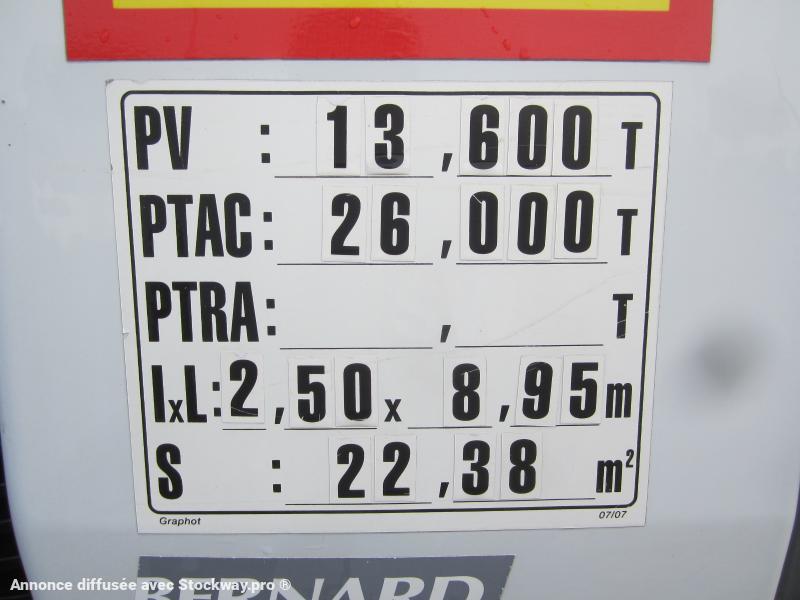 PV : 13,600 T
PTAC: 26,000 T
PTRA: , T
lxL: 2,50 x 8,95 m
S : 22,38 m²
Graphot 07/07
BERNARD
Annonce diffusée avec Stockway.pro ®